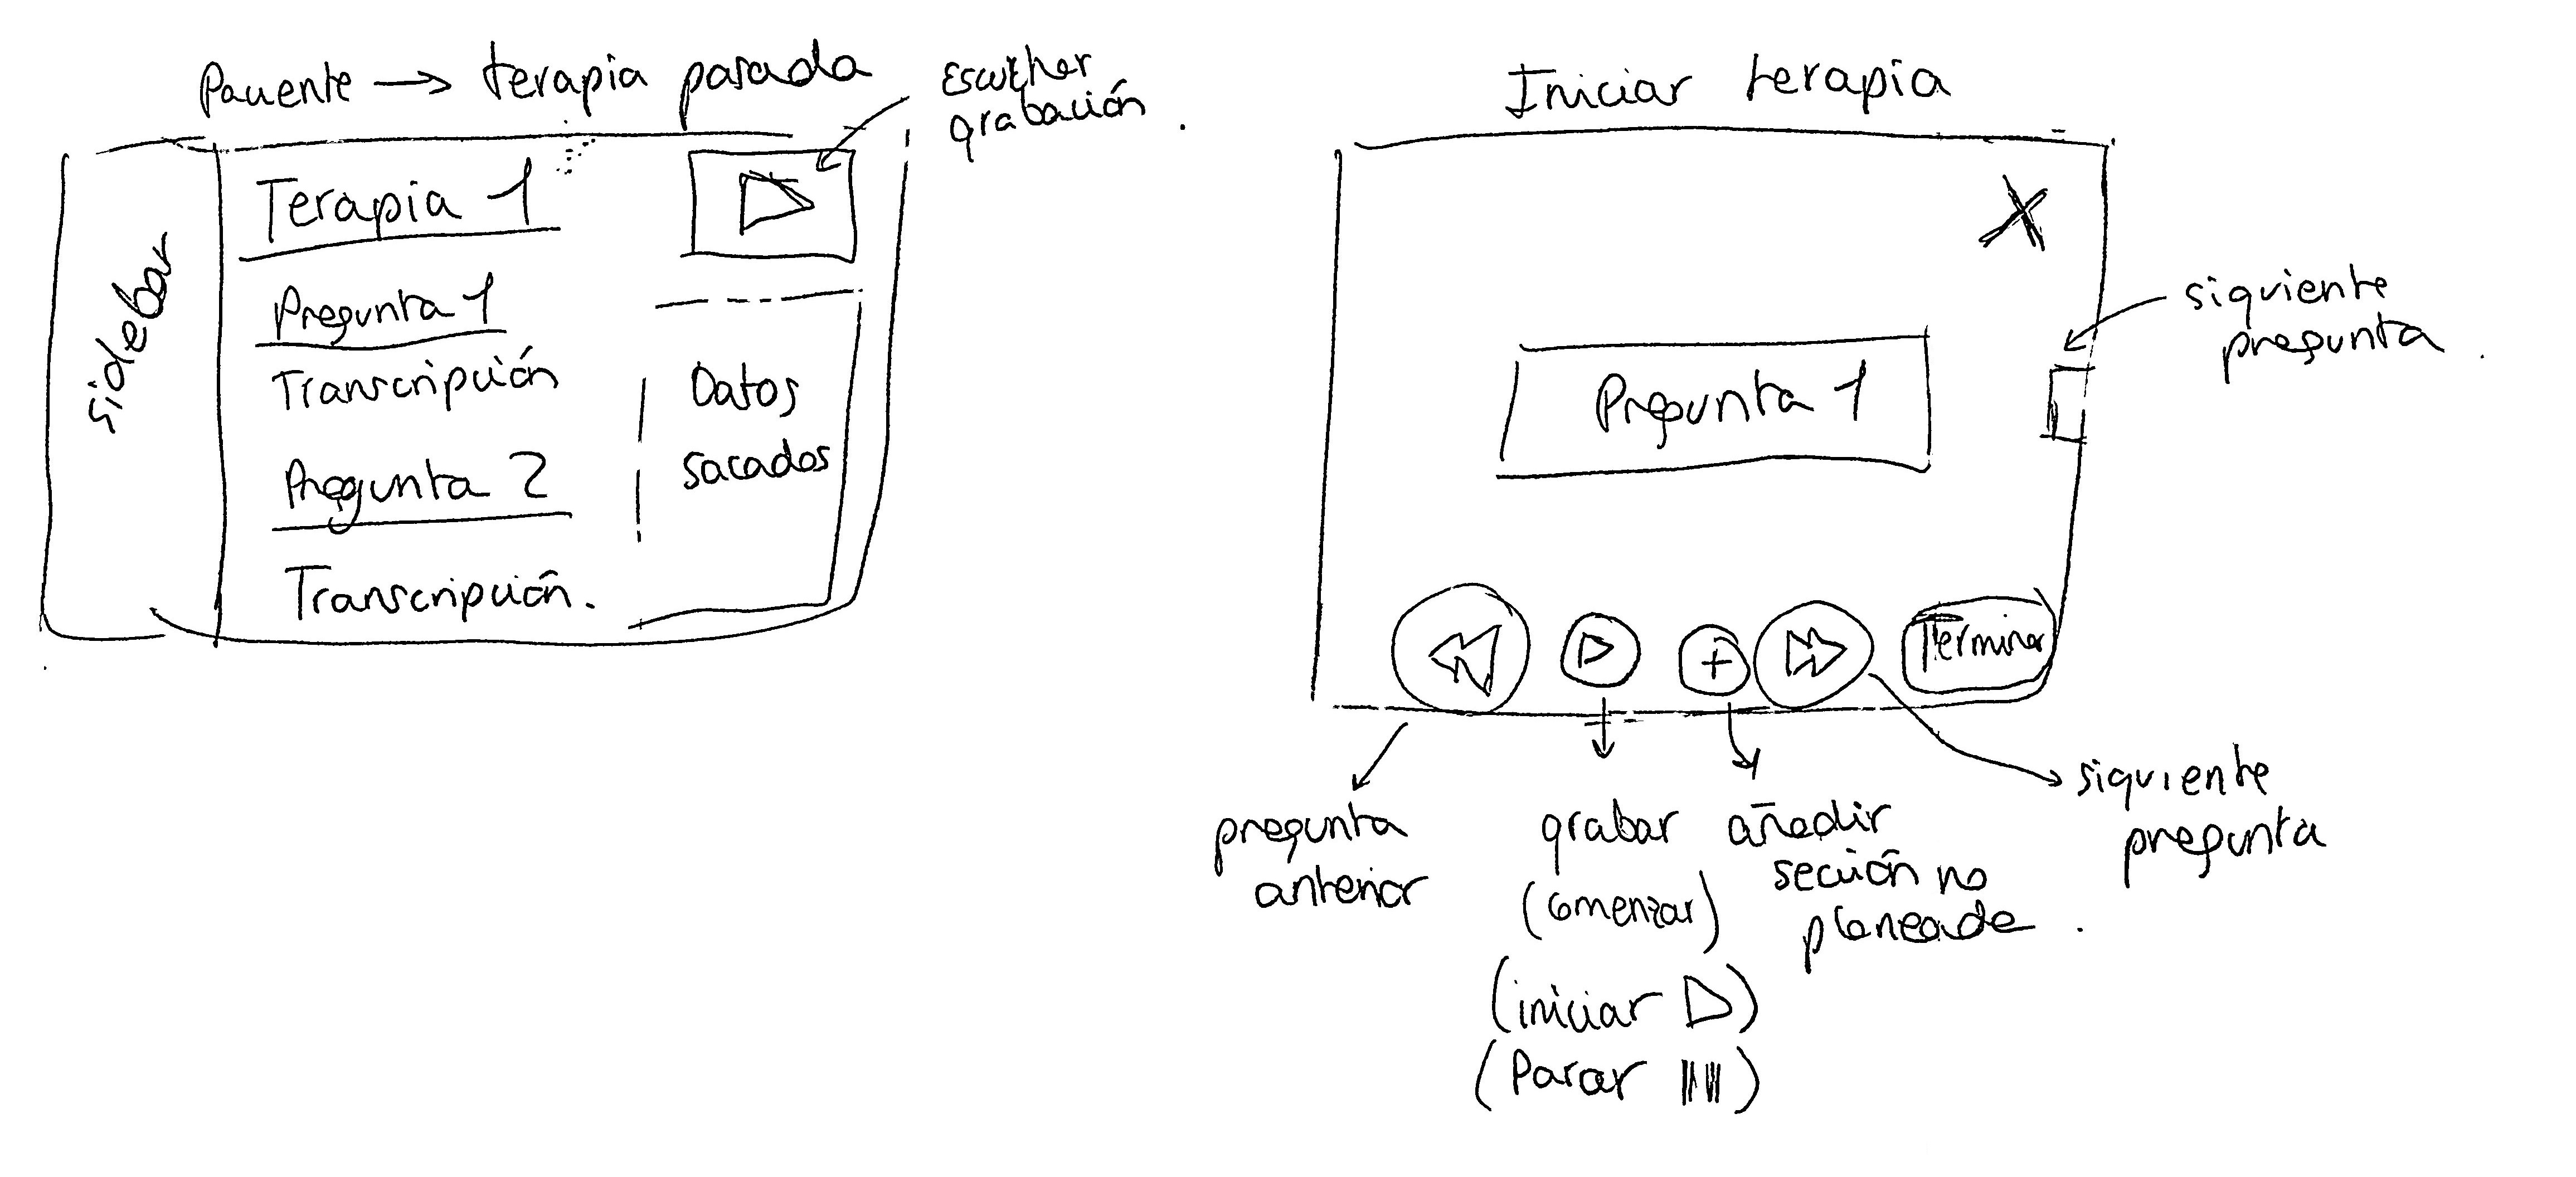 Paciente → terapia pasada
Escuchar
grabación.
sidebar
Terapia 1
Pregunta 1
Transcripción
Pregunta 2
Transcripción.
Datos
sacados
Iniciar terapia
X
siguiente
pregunta.
Pregunta 1
+
Terminar
pregunta
anterior
grabar
(comenzar)
(iniciar ▷)
(Parar ||||)
añadir
sección no
planeada.
siguiente
pregunta